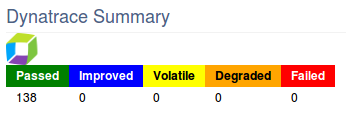 Dynatrace Summary
Passed Improved Volatile Degraded Failed
138 0 0 0 0